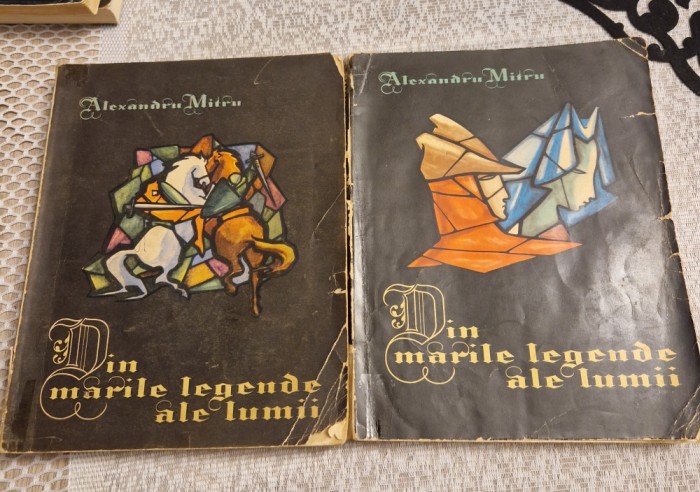 Alexandru Mitru
Din
marile legende
ale lumii
Alexandru Mitru
Din
marile legende
ale lumii